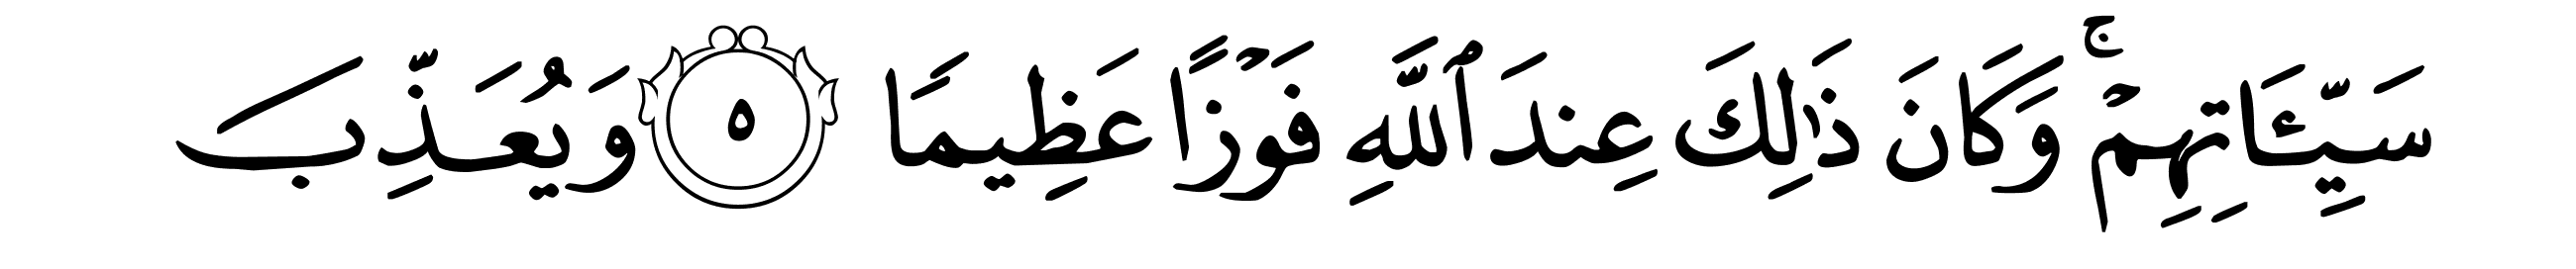 سَيِّـَٔاتِهِمْۚ وَكَانَ ذَٰلِكَ عِندَ ٱللَّهِ فَوْزًا عَظِيمًا ٥ وَيُعَذِّبَ